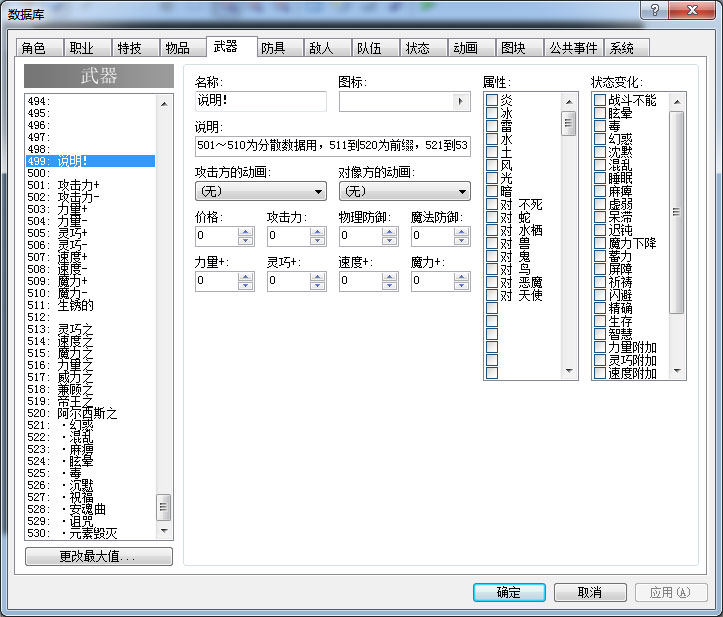 数据库
角色 职业 特技 物品 武器 防具 敌人 队伍 状态 动画 图块 公共事件 系统
武器
494:
495:
496:
497:
498:
499: 说明!
500:
501: 攻击力+
502: 攻击力-
503: 力量+
504: 力量-
505: 灵巧+
506: 灵巧-
507: 速度+
508: 速度-
509: 魔力+
510: 魔力-
511: 生锈的
512:
513: 灵巧之
514: 速度之
515: 魔力之
516: 力量之
517: 威力之
518: 兼顾之
519: 帝王之
520: 阿尔西斯之
521: ·幻惑
522: ·混乱
523: ·麻痹
524: ·眩晕
525: ·毒
526: ·沉默
527: ·祝福
528: ·安魂曲
529: ·诅咒
530: ·元素毁灭
更改最大值...
名称:
说明!
图标:
说明:
501～510为分散数据用，511到520为前缀，521到53
攻击方的动画:
(无)
对像方的动画:
(无)
价格: 攻击力: 物理防御: 魔法防御:
0 0 0 0
力量+: 灵巧+: 速度+: 魔力+:
0 0 0 0
属性:
炎
冰
雷
水
土
风
光
暗
对 不死
对 蛇
对 水栖
对 兽
对 鬼
对 鸟
对 恶魔
对 天使
状态变化:
战斗不能
眩晕
毒
幻惑
沉默
混乱
睡眠
麻痹
虚弱
呆滞
迟钝
魔力下降
蓄力
屏障
祈祷
闪避
精确
生存
智慧
力量附加
灵巧附加
速度附加
确定 取消 应用(A)